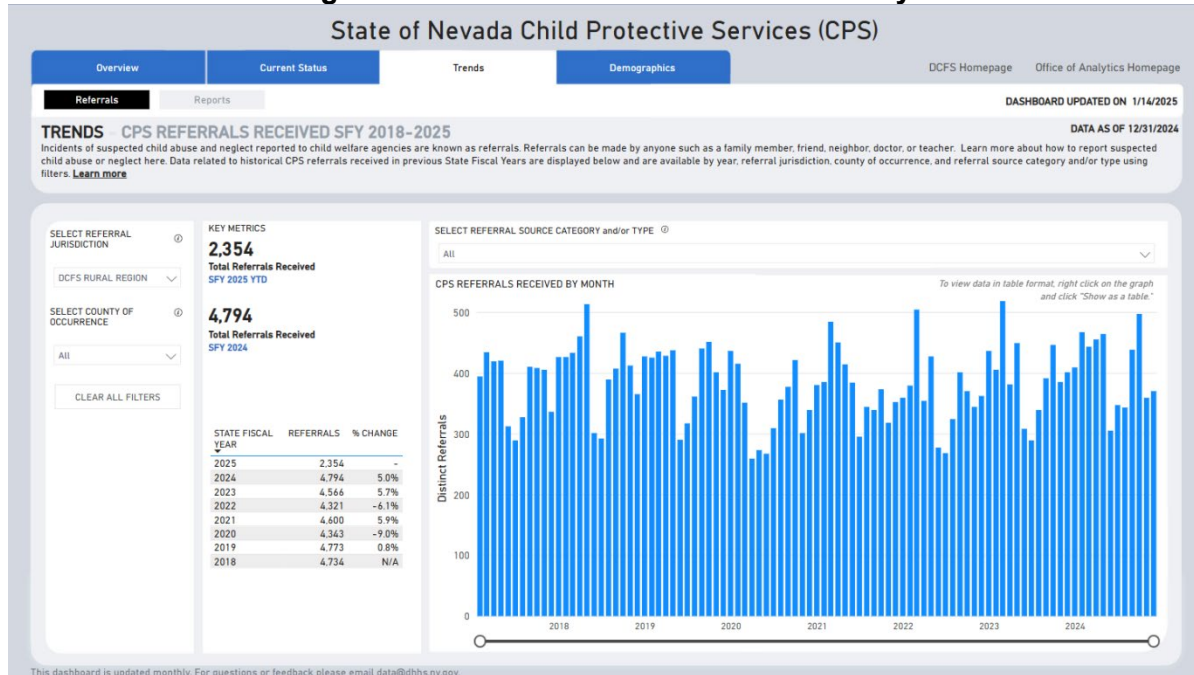 State of Nevada Child Protective Services (CPS)
Overview
Current Status
Trends
Demographics
DCFS Homepage
Office of Analytics Homepage
Referrals
Reports
DASHBOARD UPDATED ON 1/14/2025
TRENDS - CPS REFERRALS RECEIVED SFY 2018-2025
DATA AS OF 12/31/2024
Incidents of suspected child abuse and neglect reported to child welfare agencies are known as referrals. Referrals can be made by anyone such as a family member, friend, neighbor, doctor, or teacher. Learn more about how to report suspected
child abuse or neglect here. Data related to historical CPS referrals received in previous State Fiscal Years are displayed below and are available by year, referral jurisdiction, county of occurrence, and referral source category and/or type using
filters. Learn more
SELECT REFERRAL
JURISDICTION
DCFS RURAL REGION
SELECT COUNTY OF
OCCURRENCE
All
CLEAR ALL FILTERS
KEY METRICS
2,354
Total Referrals Received
SFY 2025 YTD
4,794
Total Referrals Received
SFY 2024
STATE FISCAL YEAR REFERRALS % CHANGE
2025 2,354 -
2024 4,794 5.0%
2023 4,566 5.7%
2022 4,321 -6.1%
2021 4,600 5.9%
2020 4,343 -9.0%
2019 4,773 0.8%
2018 4,734 N/A
SELECT REFERRAL SOURCE CATEGORY and/or TYPE
All
CPS REFERRALS RECEIVED BY MONTH
To view data in table format, right click on the graph
and click "Show as a table."
Distinct Referrals
500
400
300
200
100
0
2018 2019 2020 2021 2022 2023 2024
This dashboard is updated monthly. For questions or feedback please email data@dhhs.nv.gov